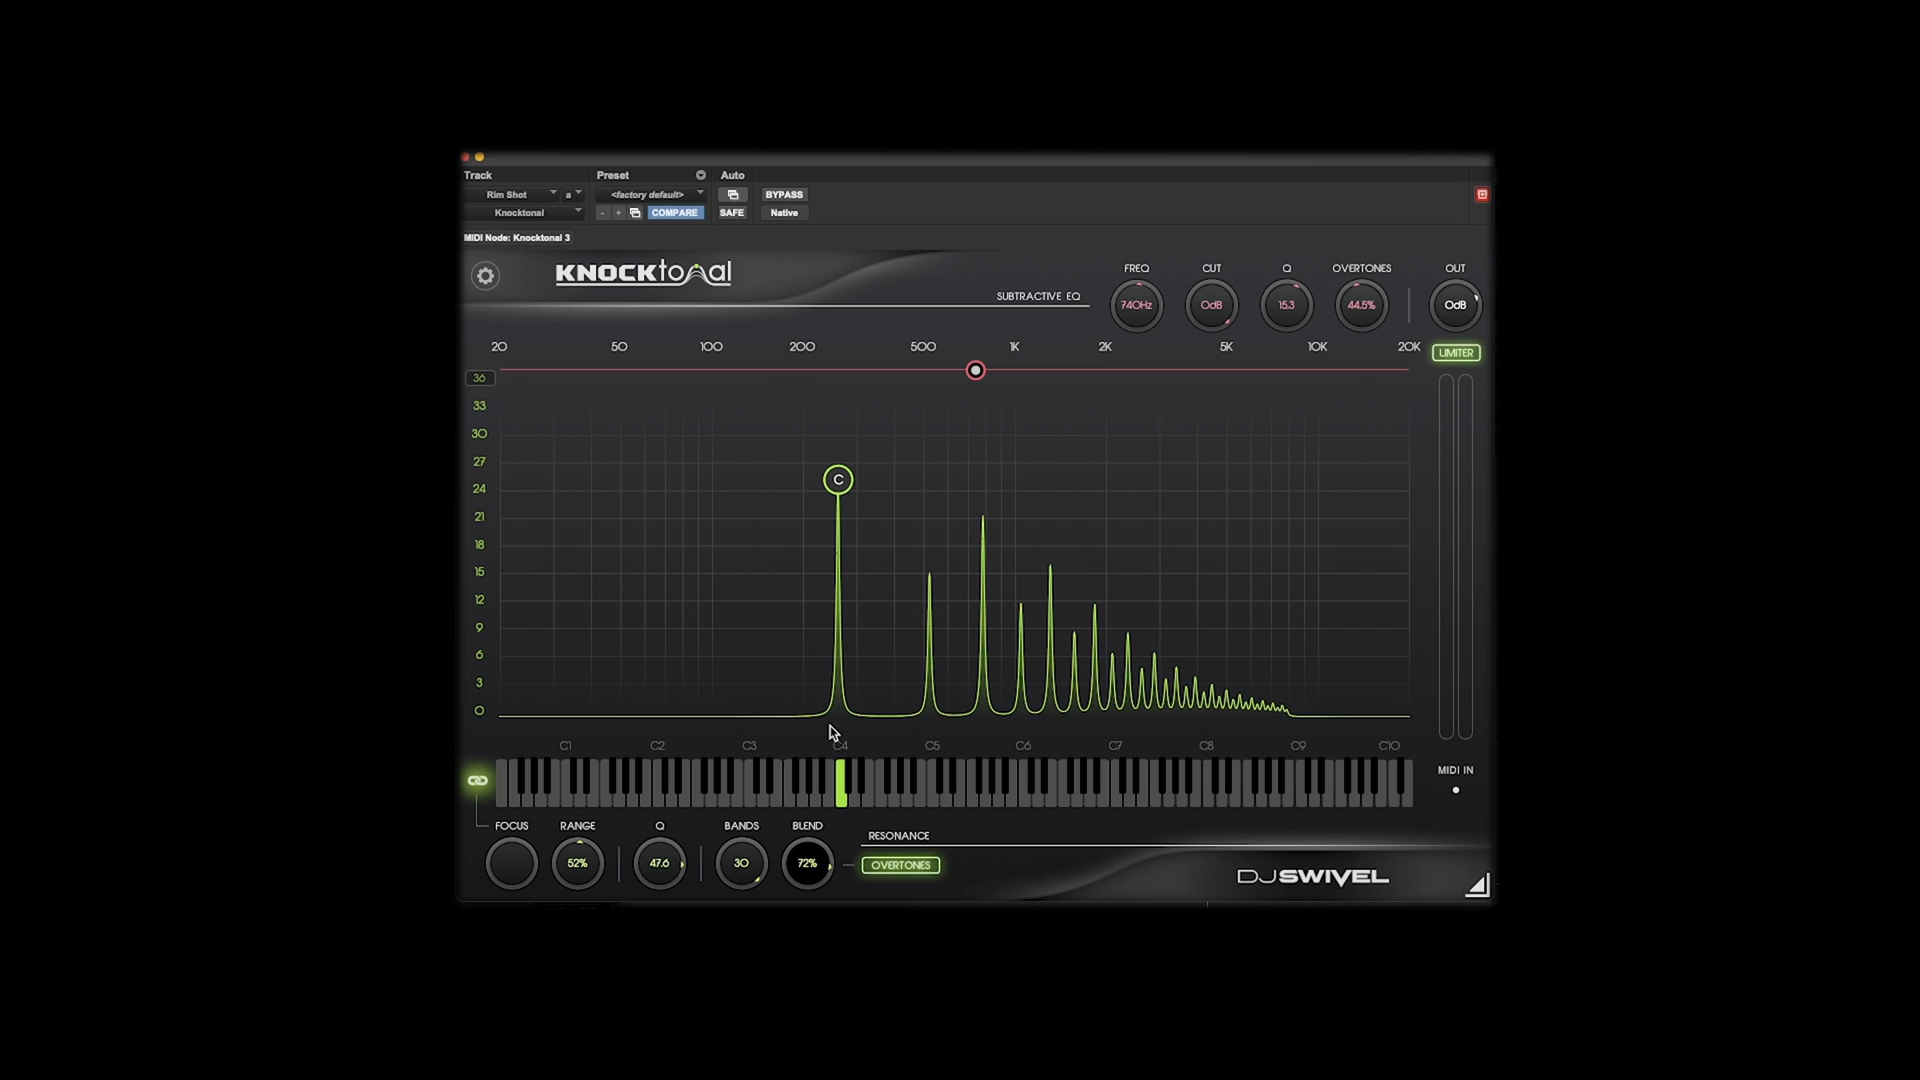 Track Preset Auto
Rim Shot a <factory default> BYPASS
Knocktonal - + COMPARE SAFE Native
MIDI Node: Knocktonal 3
KNOCKtonal
SUBTRACTIVE EQ
FREQ CUT Q OVERTONES OUT
740Hz 0dB 15.3 44.5% 0dB
20 50 100 200 500 1K 2K 5K 10K 20K
LIMITER
36
33
30
27
24
21
18
15
12
9
6
3
0
C
C1 C2 C3 C4 C5 C6 C7 C8 C9 C10
MIDI IN
FOCUS RANGE Q BANDS BLEND
52% 47.6 30 72%
RESONANCE
OVERTONES
DJ SWIVEL